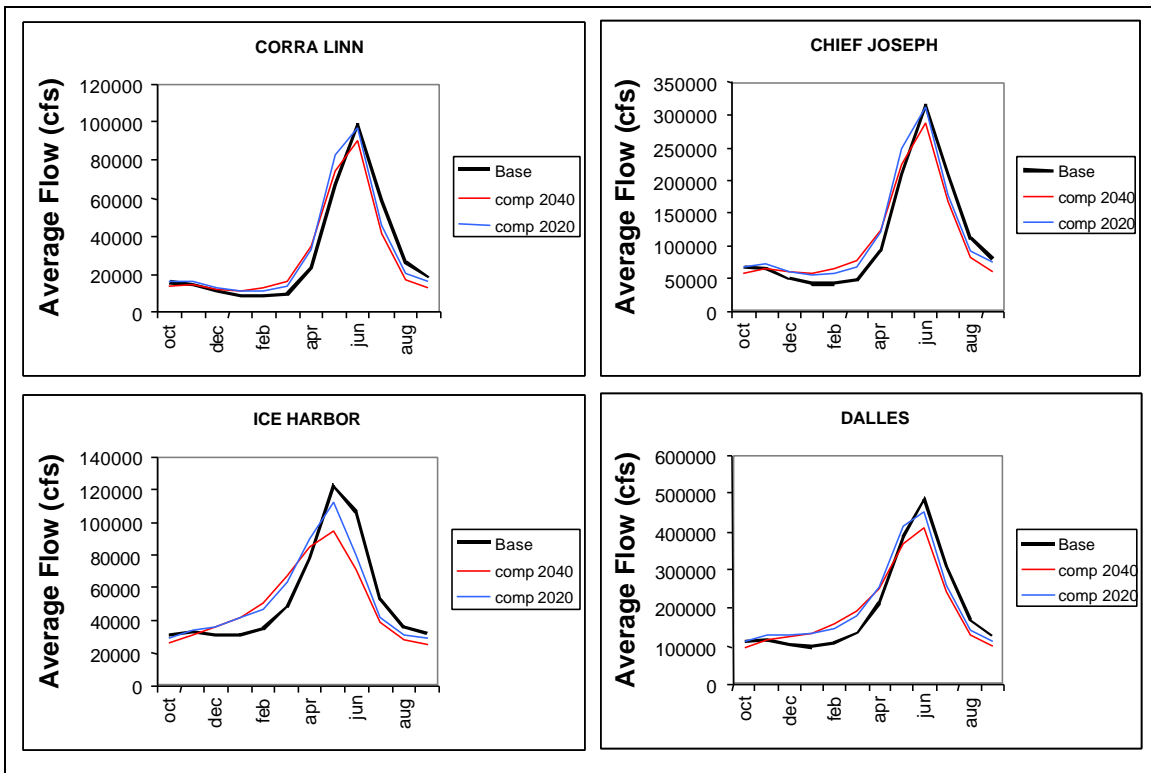 CORRA LINN
Average Flow (cfs)
120000
100000
80000
60000
40000
20000
0
oct
dec
feb
apr
jun
aug
Base
comp 2040
comp 2020
CHIEF JOSEPH
Average Flow (cfs)
350000
300000
250000
200000
150000
100000
50000
0
oct
dec
feb
apr
jun
aug
Base
comp 2040
comp 2020
ICE HARBOR
Average Flow (cfs)
140000
120000
100000
80000
60000
40000
20000
0
oct
dec
feb
apr
jun
aug
Base
comp 2040
comp 2020
DALLES
Average Flow (cfs)
600000
500000
400000
300000
200000
100000
0
oct
dec
feb
apr
jun
aug
Base
comp 2040
comp 2020